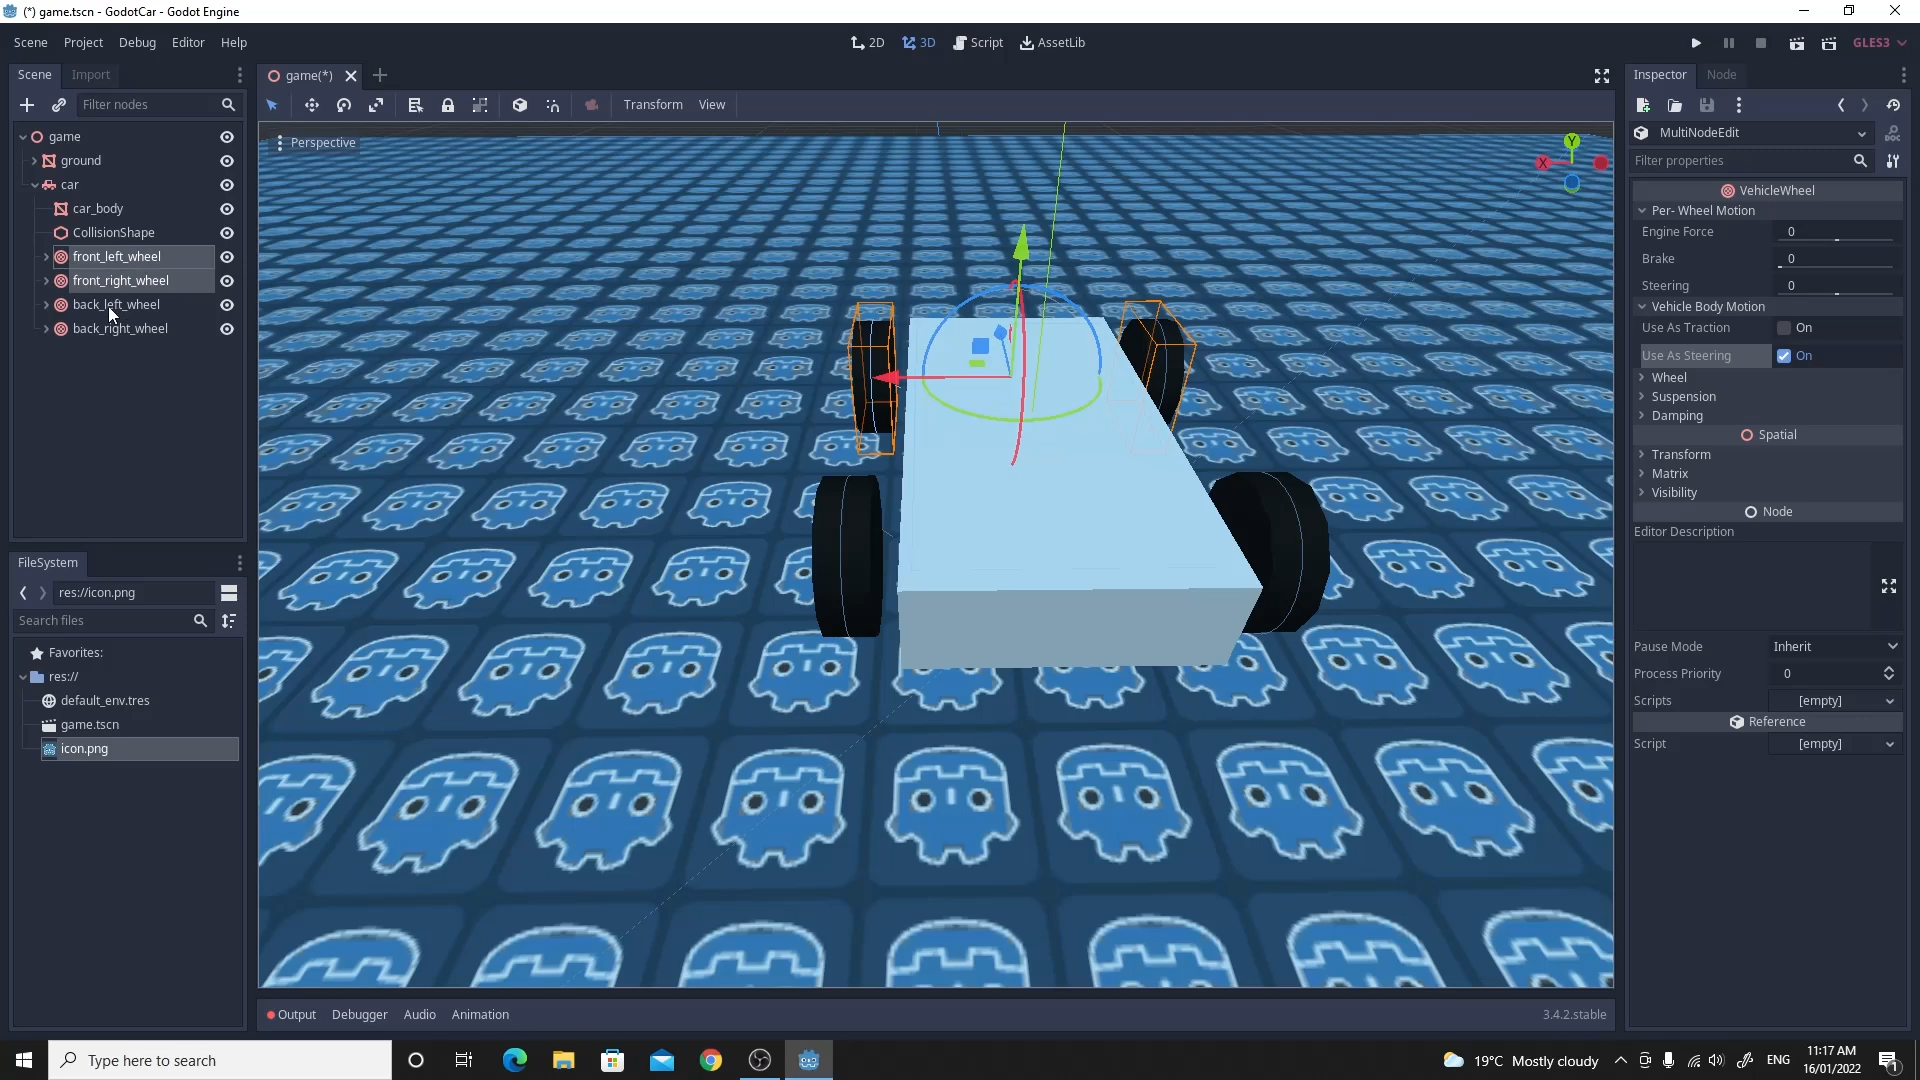 (*) game.tscn - GodotCar - Godot Engine
Scene Project Debug Editor Help
2D 3D Script AssetLib
GLES3
Scene Import
game(*)
Inspector Node
Filter nodes
Transform View
game
ground
car
car_body
CollisionShape
front_left_wheel
front_right_wheel
back_left_wheel
back_right_wheel
Perspective
Y
X
MultiNodeEdit
Filter properties
VehicleWheel
Per- Wheel Motion
Engine Force 0
Brake 0
Steering 0
Vehicle Body Motion
Use As Traction On
Use As Steering On
Wheel
Suspension
Damping
Spatial
Transform
Matrix
Visibility
Node
Editor Description
Pause Mode Inherit
Process Priority 0
Scripts [empty]
Reference
Script [empty]
FileSystem
res://icon.png
Search files
Favorites:
res://
default_env.tres
game.tscn
icon.png
Output Debugger Audio Animation
3.4.2.stable
Type here to search
19°C Mostly cloudy
ENG
11:17 AM
16/01/2022
1